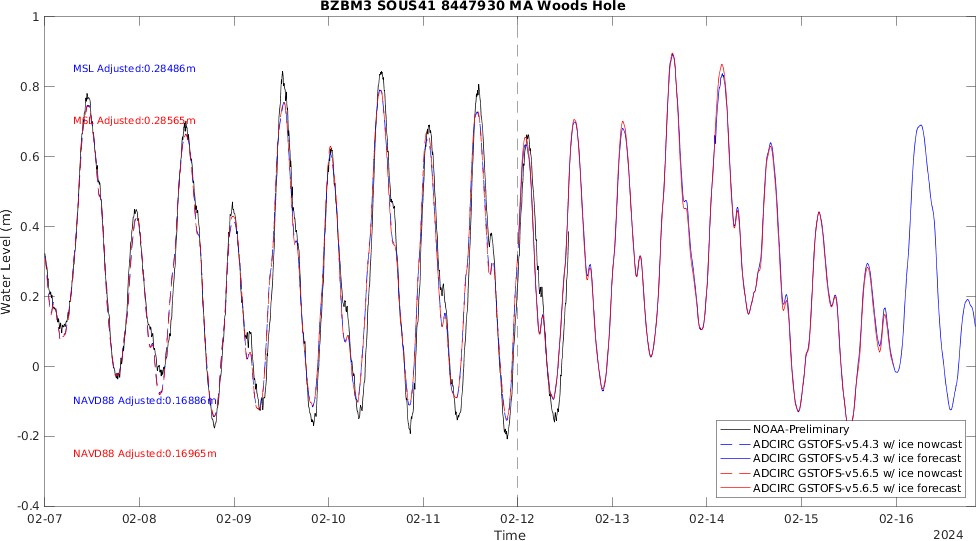 BZBM3 SOUS41 8447930 MA Woods Hole
1
0.8
0.6
0.4
0.2
0
-0.2
-0.4
Water Level (m)
MSL Adjusted:0.28486m
MSL Adjusted:0.28565m
NAVD88 Adjusted:0.16886m
NAVD88 Adjusted:0.16965m
NOAA-Preliminary
ADCIRC GSTOFS-v5.4.3 w/ ice nowcast
ADCIRC GSTOFS-v5.4.3 w/ ice forecast
ADCIRC GSTOFS-v5.6.5 w/ ice nowcast
ADCIRC GSTOFS-v5.6.5 w/ ice forecast
02-07 02-08 02-09 02-10 02-11 02-12 02-13 02-14 02-15 02-16
Time
2024